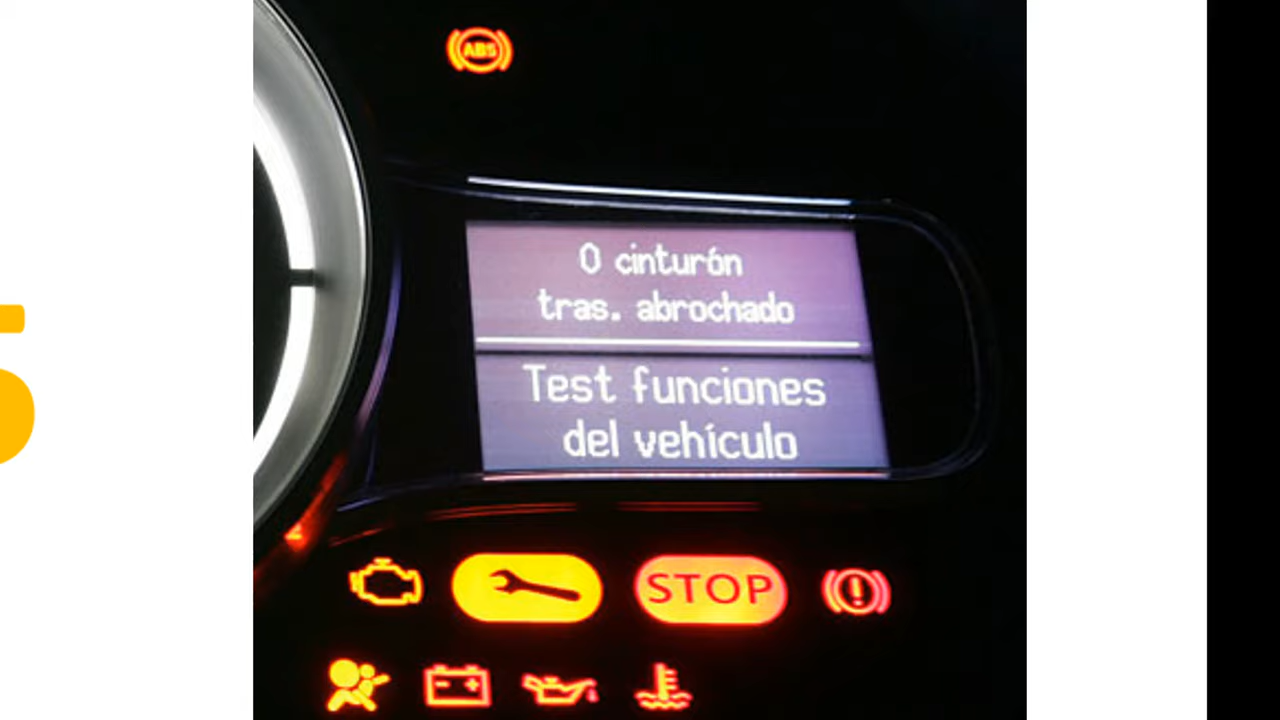 ABS
0 cinturón
tras. abrochado
Test funciones
del vehículo
STOP